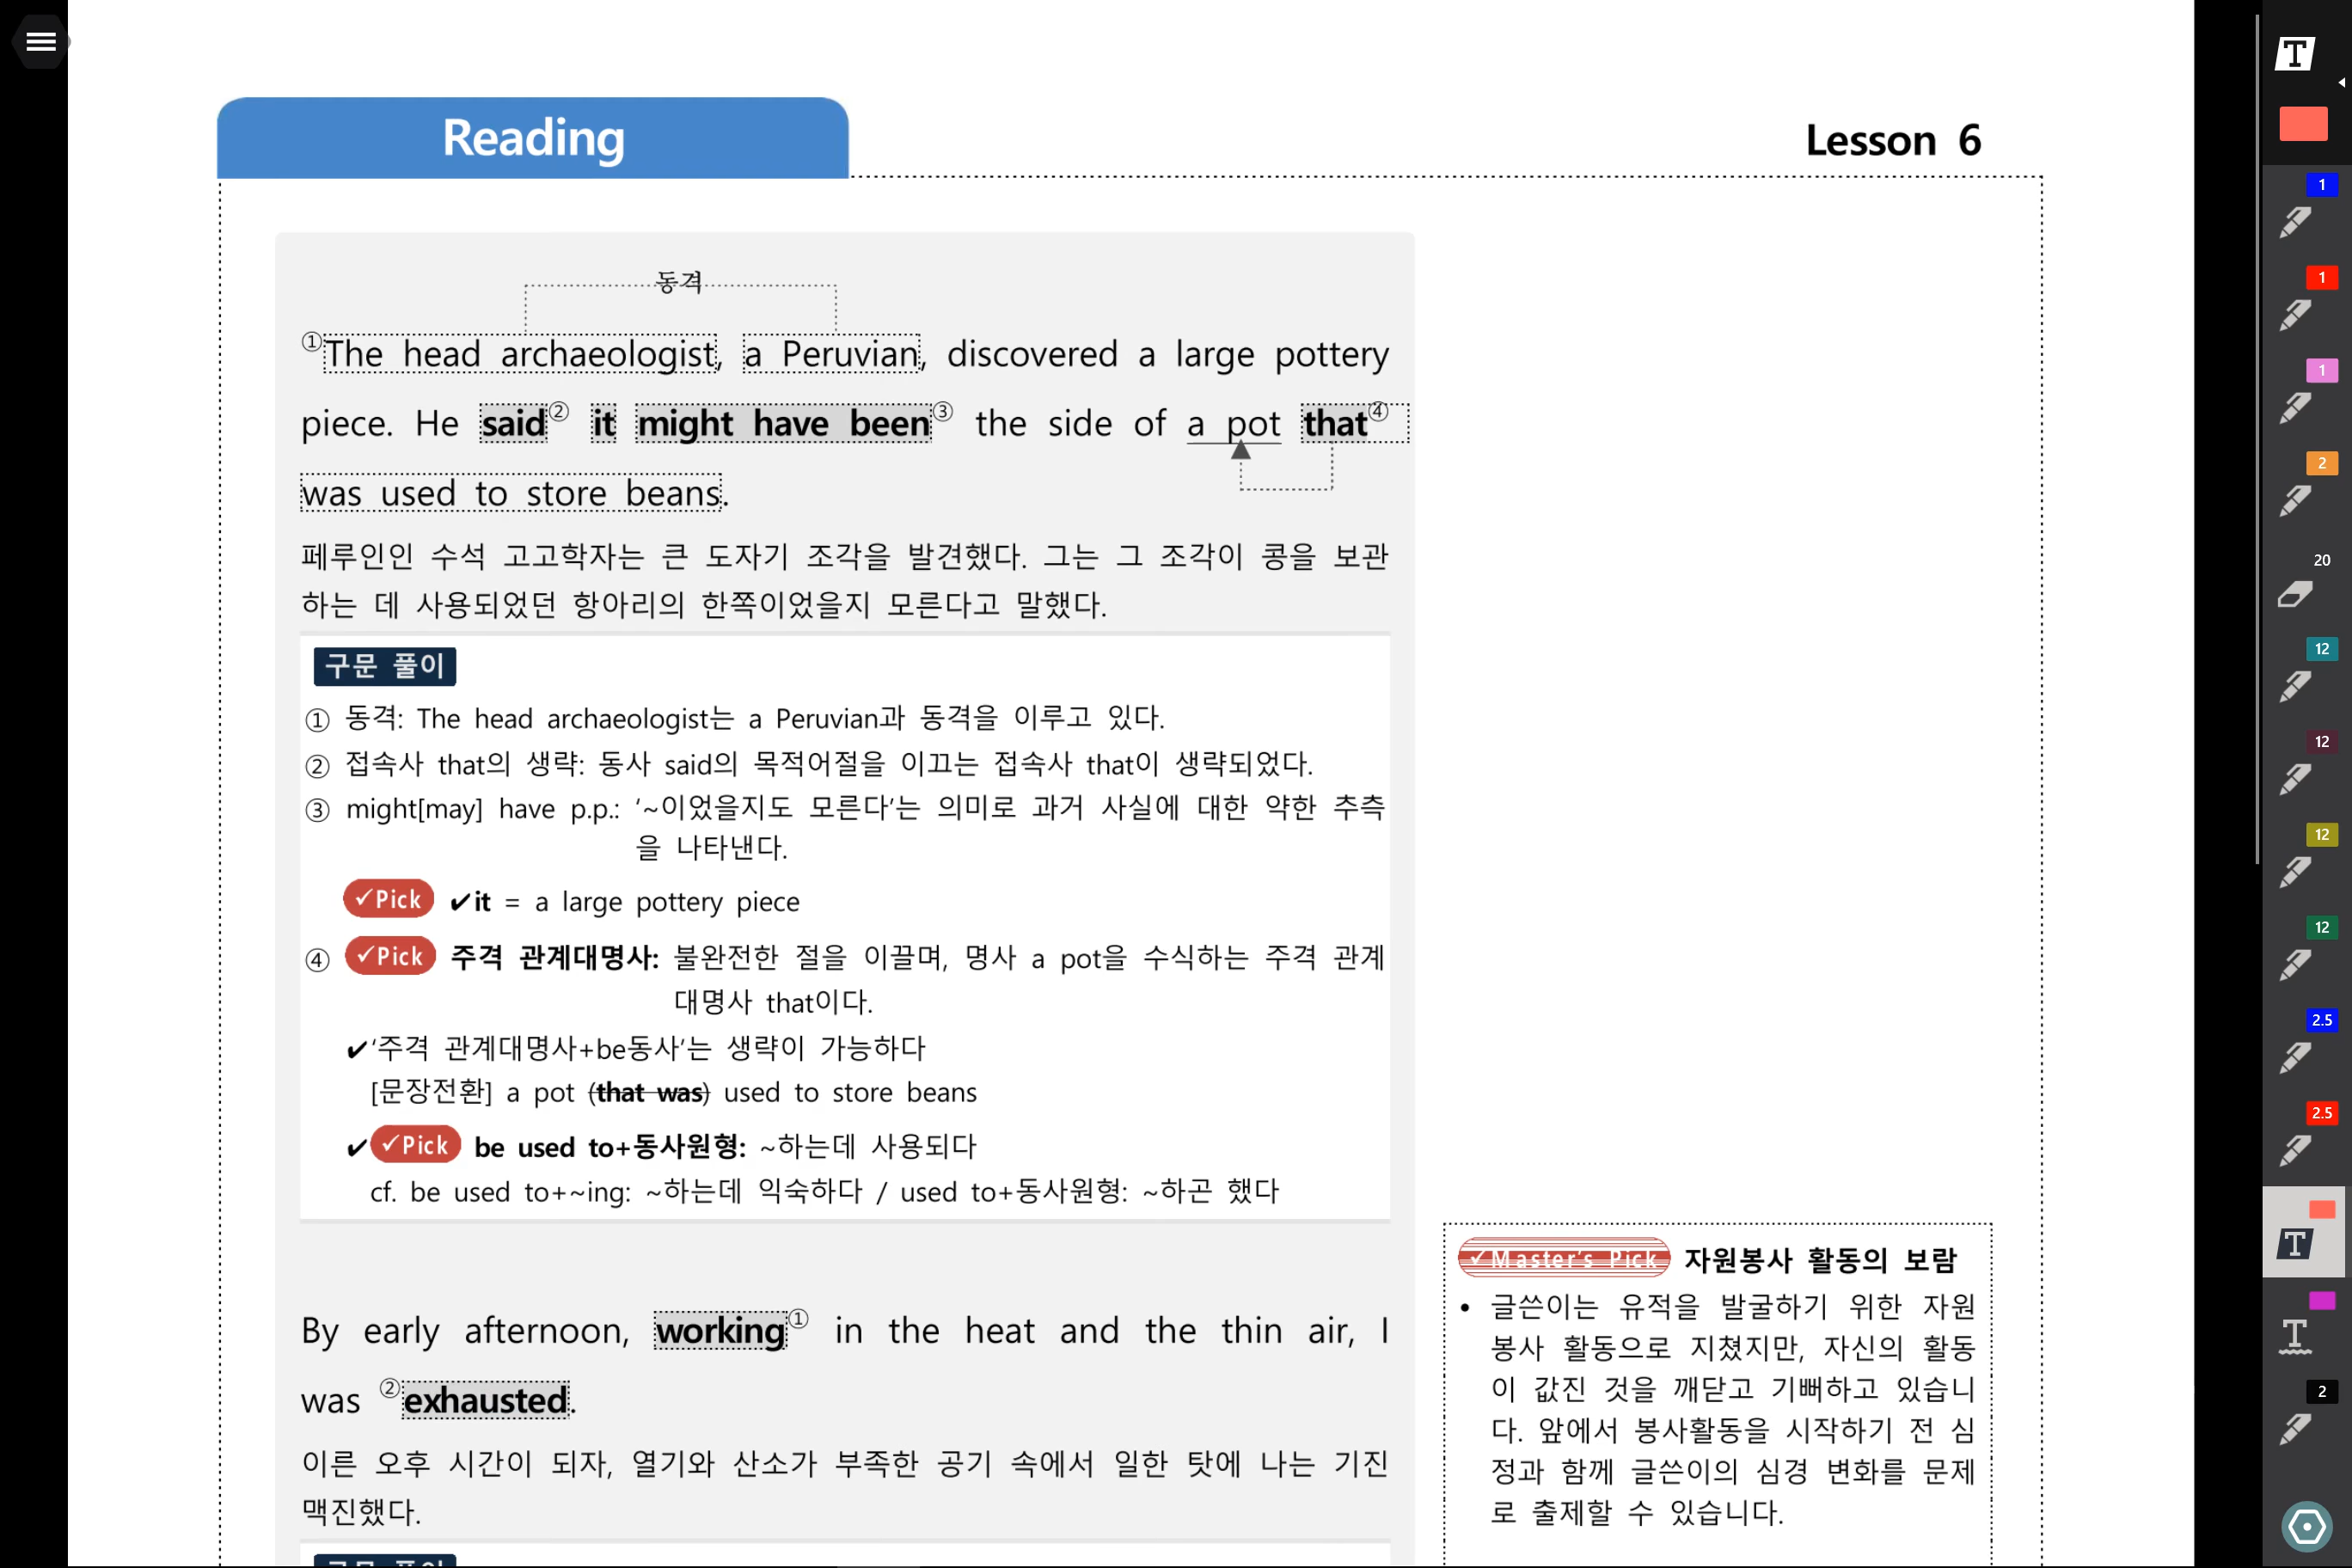 Reading
Lesson 6
동격
①The head archaeologist, a Peruvian, discovered a large pottery
piece. He said② it might have been③ the side of a pot that④
was used to store beans.
페루인인 수석 고고학자는 큰 도자기 조각을 발견했다. 그는 그 조각이 콩을 보관
하는 데 사용되었던 항아리의 한쪽이었을지 모른다고 말했다.
구문 풀이
① 동격: The head archaeologist는 a Peruvian과 동격을 이루고 있다.
② 접속사 that의 생략: 동사 said의 목적어절을 이끄는 접속사 that이 생략되었다.
③ might[may] have p.p.: ‘~이었을지도 모른다’는 의미로 과거 사실에 대한 약한 추측
을 나타낸다.
✓Pick ✔it = a large pottery piece
④ ✓Pick 주격 관계대명사: 불완전한 절을 이끌며, 명사 a pot을 수식하는 주격 관계
대명사 that이다.
✔‘주격 관계대명사+be동사’는 생략이 가능하다
[문장전환] a pot (that was) used to store beans
✔✓Pick be used to+동사원형: ~하는데 사용되다
cf. be used to+~ing: ~하는데 익숙하다 / used to+동사원형: ~하곤 했다
By early afternoon, working① in the heat and the thin air, I
was ②exhausted.
이른 오후 시간이 되자, 열기와 산소가 부족한 공기 속에서 일한 탓에 나는 기진
맥진했다.
구문 풀이
✓Master's Pick 자원봉사 활동의 보람
• 글쓴이는 유적을 발굴하기 위한 자원
봉사 활동으로 지쳤지만, 자신의 활동
이 값진 것을 깨닫고 기뻐하고 있습니
다. 앞에서 봉사활동을 시작하기 전 심
정과 함께 글쓴이의 심경 변화를 문제
로 출제할 수 있습니다.
T
1
1
1
2
20
12
12
12
12
2.5
2.5
T
T
2